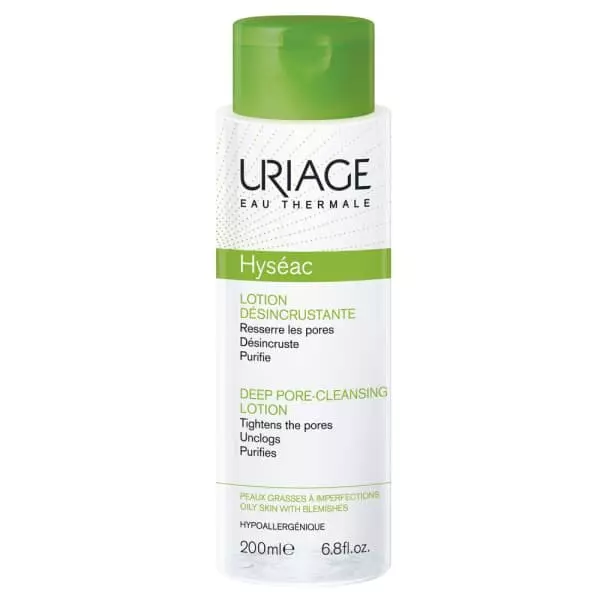 URIAGE
EAU THERMALE
Hyséac
LOTION
DÉSINCRUSTANTE
Resserre les pores
Désincruste
Purifie
DEEP PORE-CLEANSING
LOTION
Tightens the pores
Unclogs
Purifies
PEAUX GRASSES À IMPERFECTIONS
OILY SKIN WITH BLEMISHES
HYPOALLERGÉNIQUE
200ml℮ 6.8fl.oz.